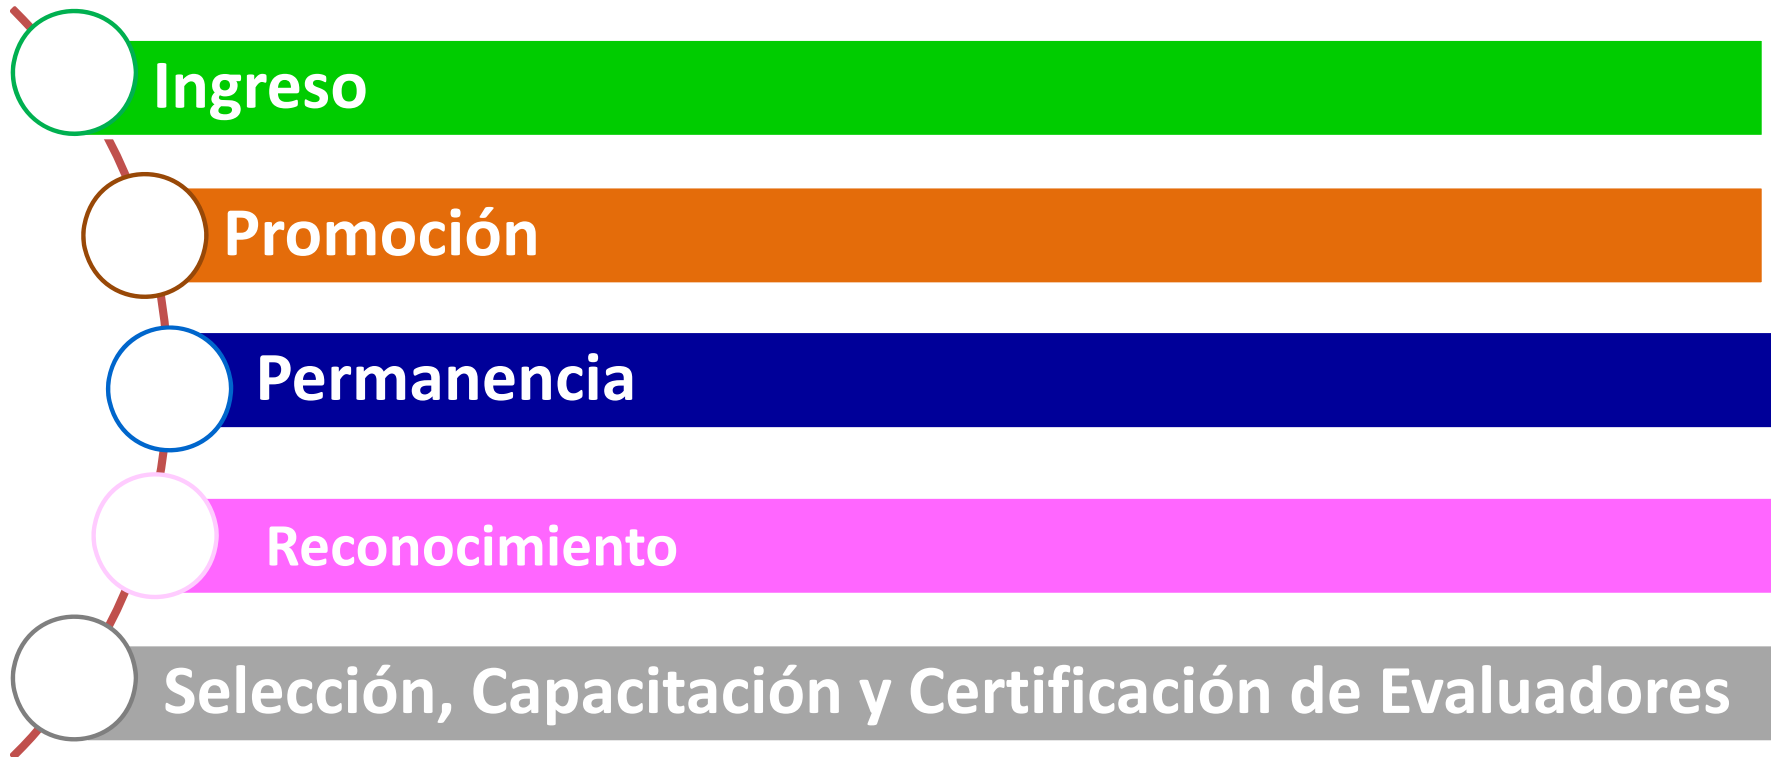 Ingreso
Promoción
Permanencia
Reconocimiento
Selección, Capacitación y Certificación de Evaluadores